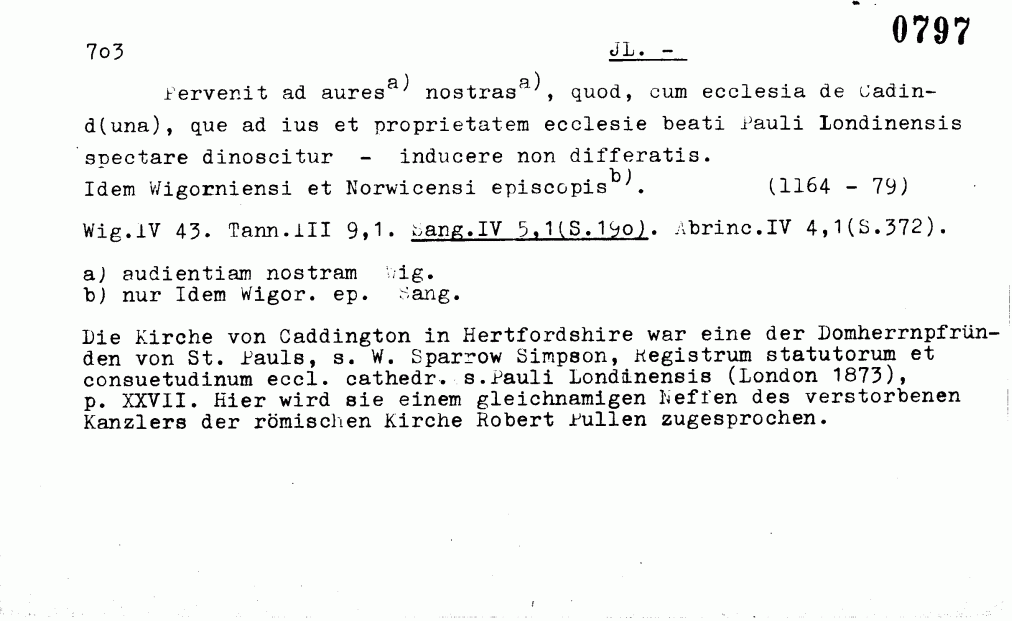 0797
7o3 JL. -
Pervenit ad aures a) nostras a), quod, cum ecclesia de Cadin-
d(una), que ad ius et proprietatem ecclesie beati Pauli Londinensis
spectare dinoscitur - inducere non differatis.
Idem Wigorniensi et Norwicensi episcopis b). (1164 - 79)
Wig.IV 43. Tann.III 9,1. Sang.IV 5,1(S.19o). Abrinc.IV 4,1(S.372).
a) audientiam nostram Wig.
b) nur Idem Wigor. ep. Sang.
Die Kirche von Caddington in Hertfordshire war eine der Domherrnpfrün-
den von St. Pauls, s. W. Sparrow Simpson, Registrum statutorum et
consuetudinum eccl. cathedr. s.Pauli Londinensis (London 1873),
p. XXVII. Hier wird sie einem gleichnamigen Neffen des verstorbenen
Kanzlers der römischen Kirche Robert Pullen zugesprochen.